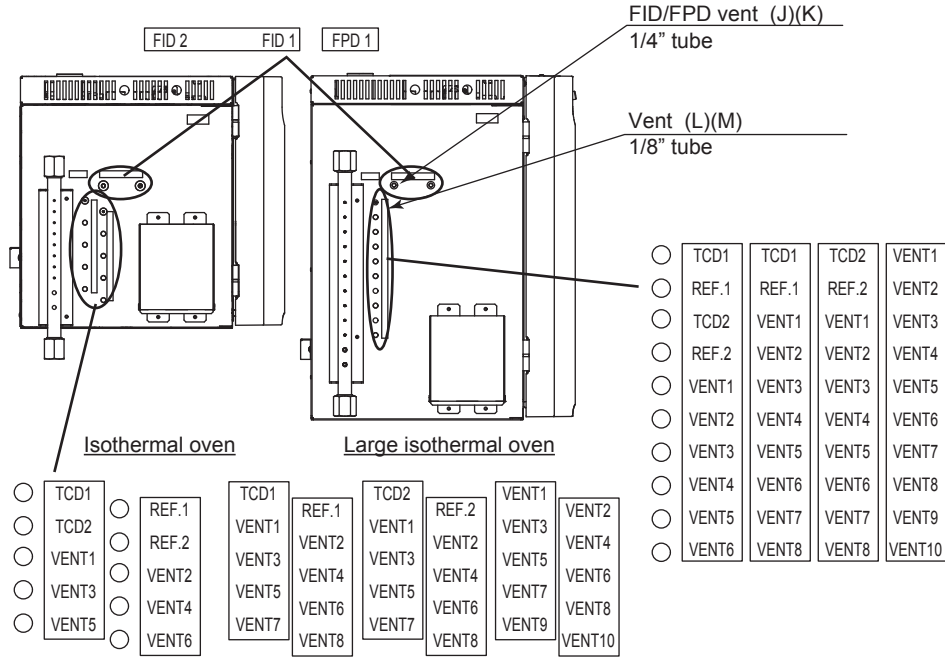 FID/FPD vent (J)(K)
1/4” tube
FID 2 FID 1 FPD 1
Vent (L)(M)
1/8” tube
TCD1 TCD1 TCD2 VENT1
REF.1 REF.1 REF.2 VENT2
TCD2 VENT1 VENT1 VENT3
REF.2 VENT2 VENT2 VENT4
VENT1 VENT3 VENT3 VENT5
VENT2 VENT4 VENT4 VENT6
VENT3 VENT5 VENT5 VENT7
VENT4 VENT6 VENT6 VENT8
VENT5 VENT7 VENT7 VENT9
VENT6 VENT8 VENT8 VENT10
Isothermal oven
Large isothermal oven
TCD1 REF.1 TCD1 REF.1 TCD2 REF.2 VENT1 VENT2
TCD2 REF.2 VENT1 VENT2 VENT1 VENT2 VENT3 VENT4
VENT1 VENT2 VENT3 VENT4 VENT3 VENT4 VENT5 VENT6
VENT3 VENT4 VENT5 VENT6 VENT5 VENT6 VENT7 VENT8
VENT5 VENT6 VENT7 VENT8 VENT7 VENT8 VENT9 VENT10